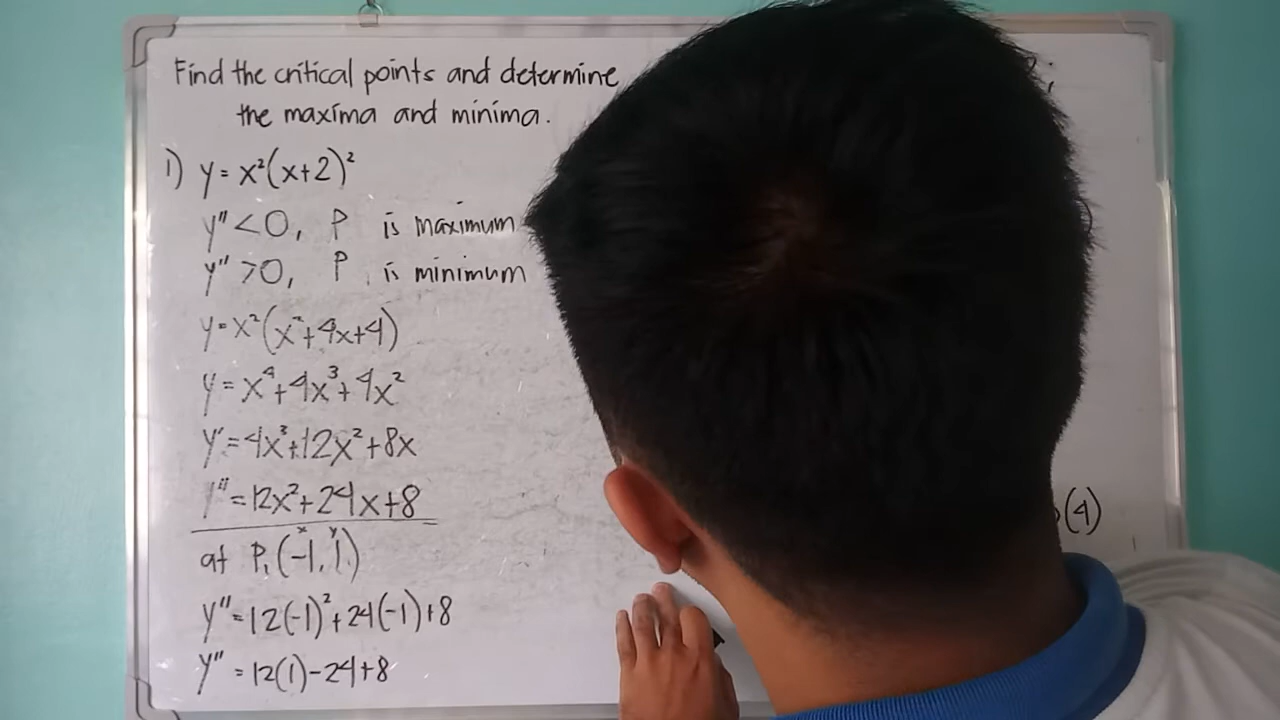 Find the critical points and determine
the maxima and minima.
1) y = x²(x+2)²
y" < 0, P is maximum
y" > 0, P is minimum
y = x²(x²+4x+4)
y = x⁴+4x³+4x²
y' = 4x³+12x²+8x
y" = 12x²+24x+8
x y
at P₁(-1, 1)
y" = 12(-1)²+24(-1)+8
y" = 12(1)-24+8
(4)